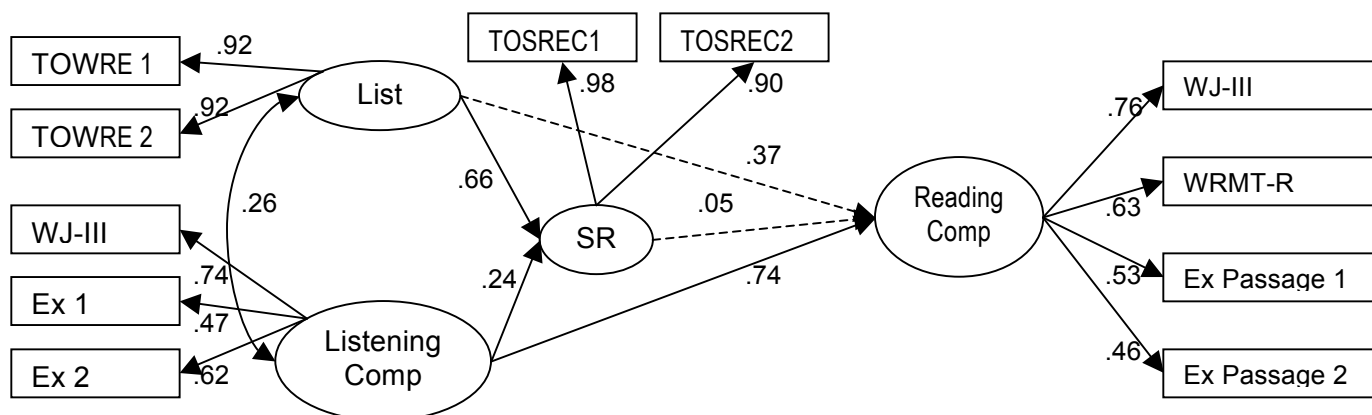 TOWRE 1
TOWRE 2
WJ-III
Ex 1
Ex 2
.92
.92
.26
.74
.47
.62
List
Listening
Comp
TOSREC1
TOSREC2
.98
.90
.66
.24
SR
.37
.05
.74
Reading
Comp
.76
.63
.53
.46
WJ-III
WRMT-R
Ex Passage 1
Ex Passage 2